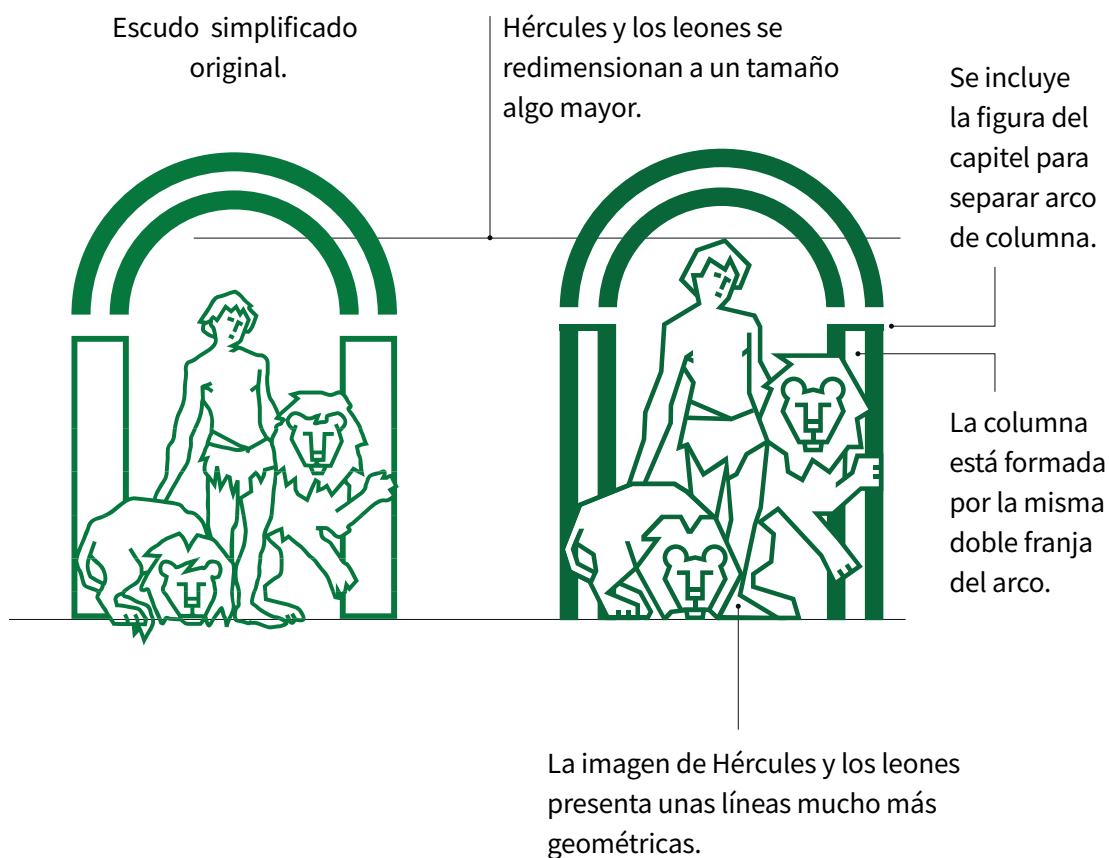 Escudo simplificado
original.
Hércules y los leones se
redimensionan a un tamaño
algo mayor.
Se incluye
la figura del
capitel para
separar arco
de columna.
La columna
está formada
por la misma
doble franja
del arco.
La imagen de Hércules y los leones
presenta unas líneas mucho más
geométricas.